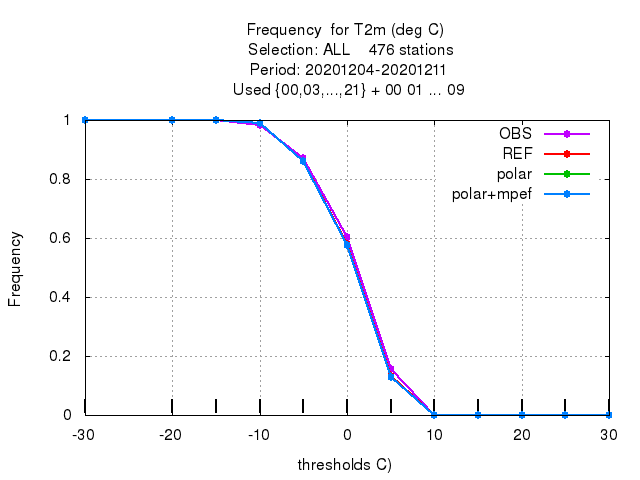 Frequency  for T2m (deg C)
Selection: ALL    476 stations
Period: 20201204-20201211
Used {00,03,...,21} + 00 01 ... 09
1
0.8
0.6
0.4
0.2
0
Frequency
OBS
REF
polar
polar+mpef
-30 -20 -10 0 10 20 30
thresholds C)